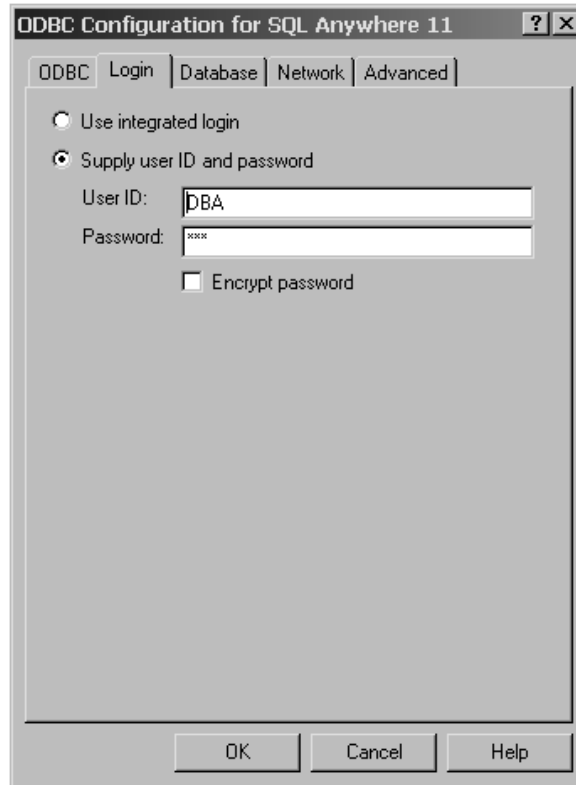 ODBC Configuration for SQL Anywhere 11 ? ×
ODBC Login Database Network Advanced
Use integrated login
Supply user ID and password
User ID: DBA
Password: ***
Encrypt password
OK Cancel Help